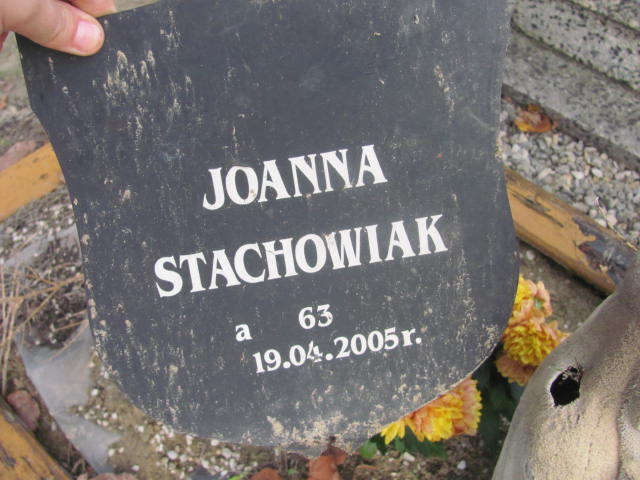 JOANNA
STACHOWIAK
a 63
19.04.2005r.